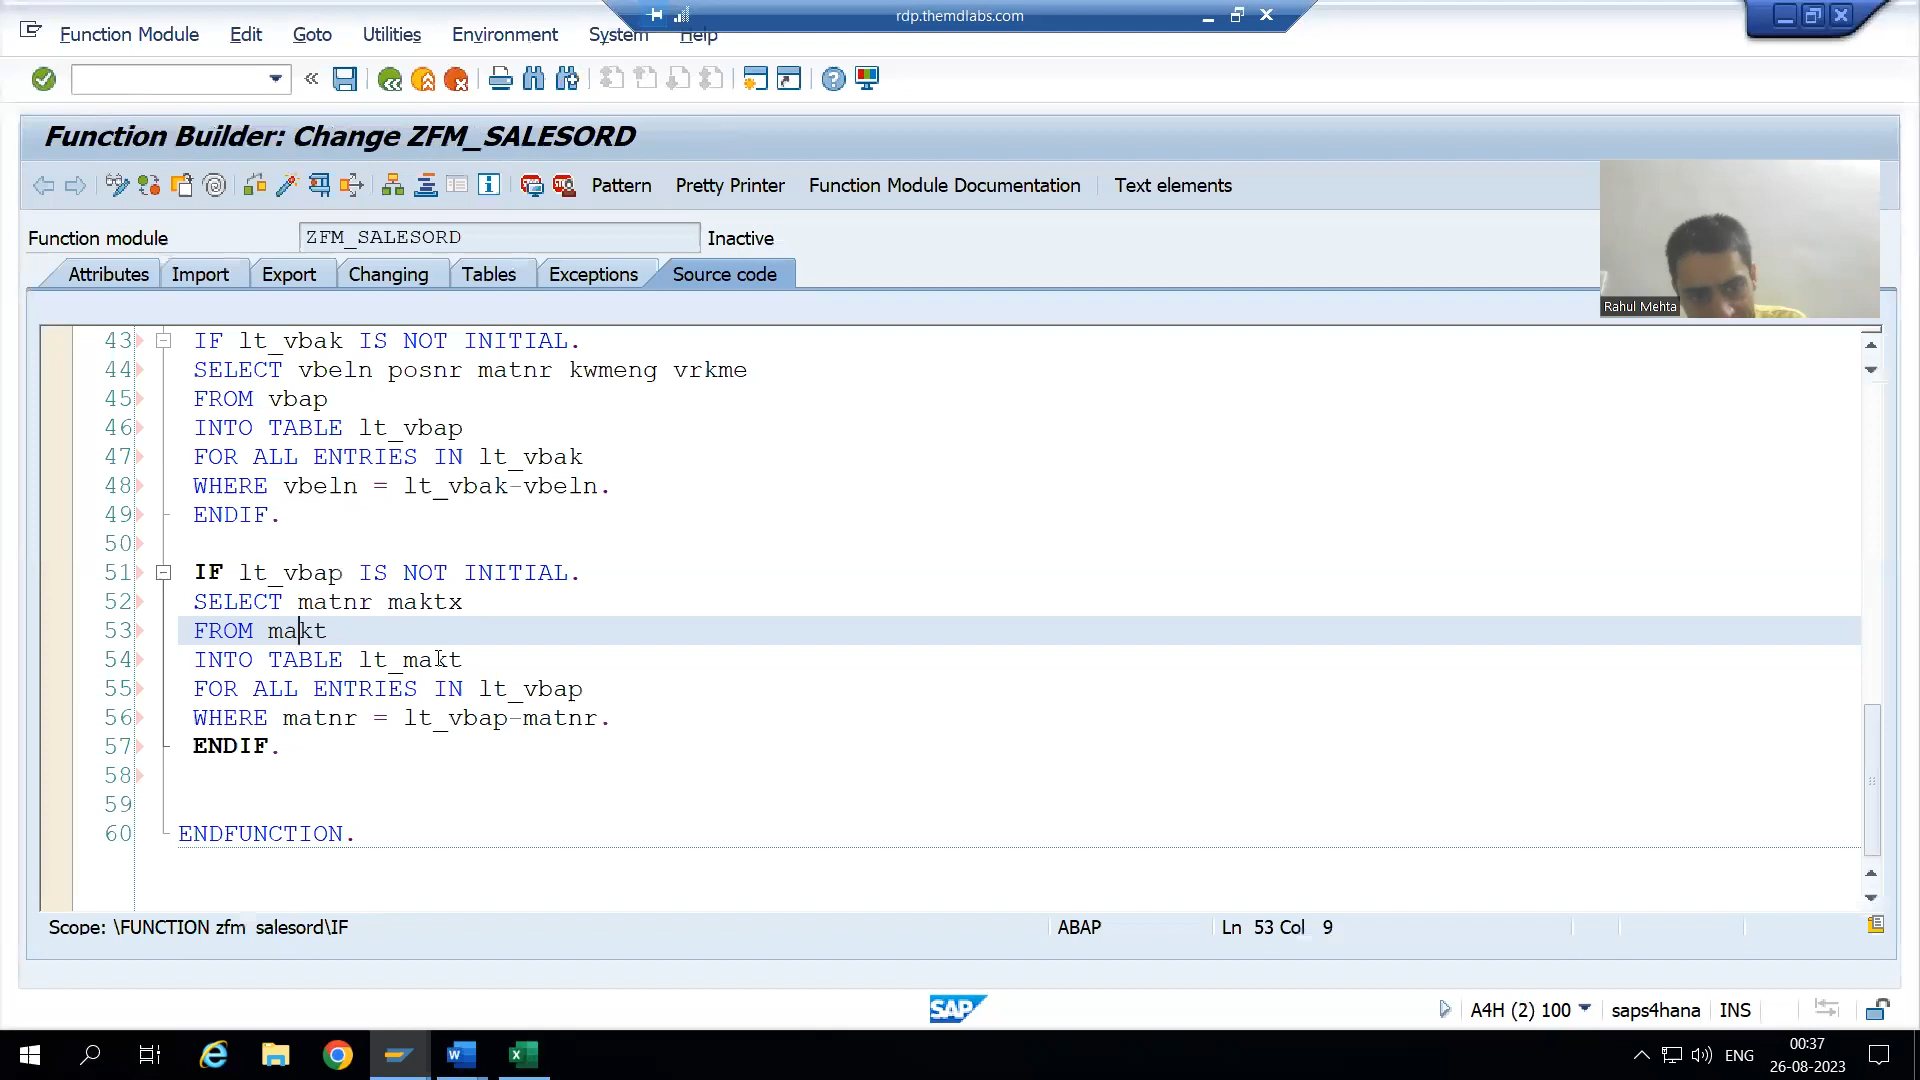 rdp.themdlabs.com
Function Module Edit Goto Utilities Environment System Help
Function Builder: Change ZFM_SALESORD
Pattern Pretty Printer Function Module Documentation Text elements
Function module ZFM_SALESORD Inactive
Attributes Import Export Changing Tables Exceptions Source code
Rahul Mehta
43 IF lt_vbak IS NOT INITIAL.
44 SELECT vbeln posnr matnr kwmeng vrkme
45 FROM vbap
46 INTO TABLE lt_vbap
47 FOR ALL ENTRIES IN lt_vbak
48 WHERE vbeln = lt_vbak-vbeln.
49 ENDIF.
50
51 IF lt_vbap IS NOT INITIAL.
52 SELECT matnr maktx
53 FROM makt
54 INTO TABLE lt_makt
55 FOR ALL ENTRIES IN lt_vbap
56 WHERE matnr = lt_vbap-matnr.
57 ENDIF.
58
59
60 ENDFUNCTION.
Scope: \FUNCTION zfm_salesord\IF ABAP Ln 53 Col 9
SAP A4H (2) 100 saps4hana INS
ENG 00:37
26-08-2023